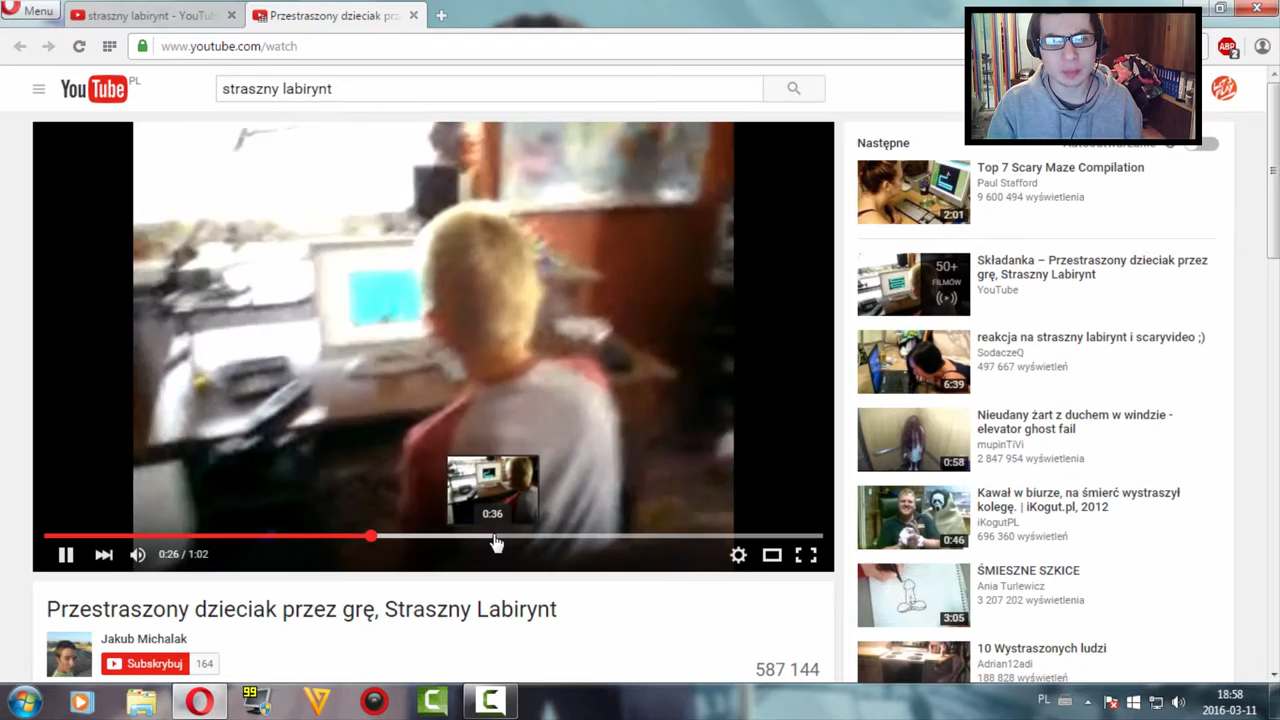 Menu
straszny labirynt - YouTu
Przestraszony dzieciak prz
www.youtube.com/watch
ABP
2
YouTube
PL
straszny labirynt
LET'S PLAY
Następne
Top 7 Scary Maze Compilation
Paul Stafford
9 600 494 wyświetlenia
2:01
Składanka – Przestraszony dzieciak przez
grę, Straszny Labirynt
YouTube
50+
FILMÓW
reakcja na straszny labirynt i scaryvideo ;)
SodaczeQ
497 667 wyświetleń
6:39
Nieudany żart z duchem w windzie -
elevator ghost fail
mupinTiVi
2 847 954 wyświetlenia
0:58
Kawał w biurze, na śmierć wystraszył
kolegę. | iKogut.pl, 2012
iKogutPL
696 360 wyświetleń
0:46
ŚMIESZNE SZKICE
Ania Turlewicz
3 207 202 wyświetlenia
3:05
10 Wystraszonych ludzi
Adrian12adi
188 828 wyświetleń
0:36
0:26 / 1:02
Przestraszony dzieciak przez grę, Straszny Labirynt
Jakub Michalak
Subskrybuj
164
587 144
99
PL
18:58
2016-03-11